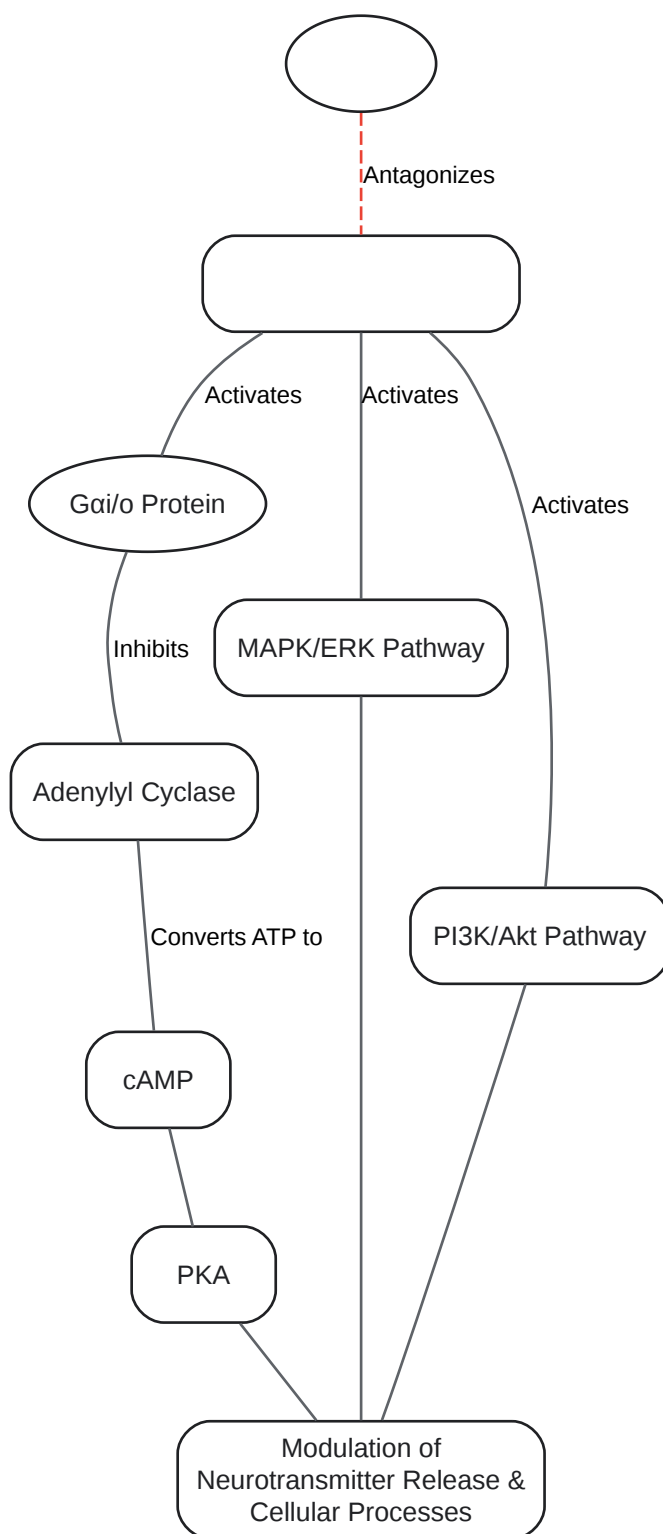 Antagonizes
Activates
Activates
Activates
Gαi/o Protein
Inhibits
MAPK/ERK Pathway
Adenylyl Cyclase
Converts ATP to
PI3K/Akt Pathway
cAMP
PKA
Modulation of
Neurotransmitter Release &
Cellular Processes